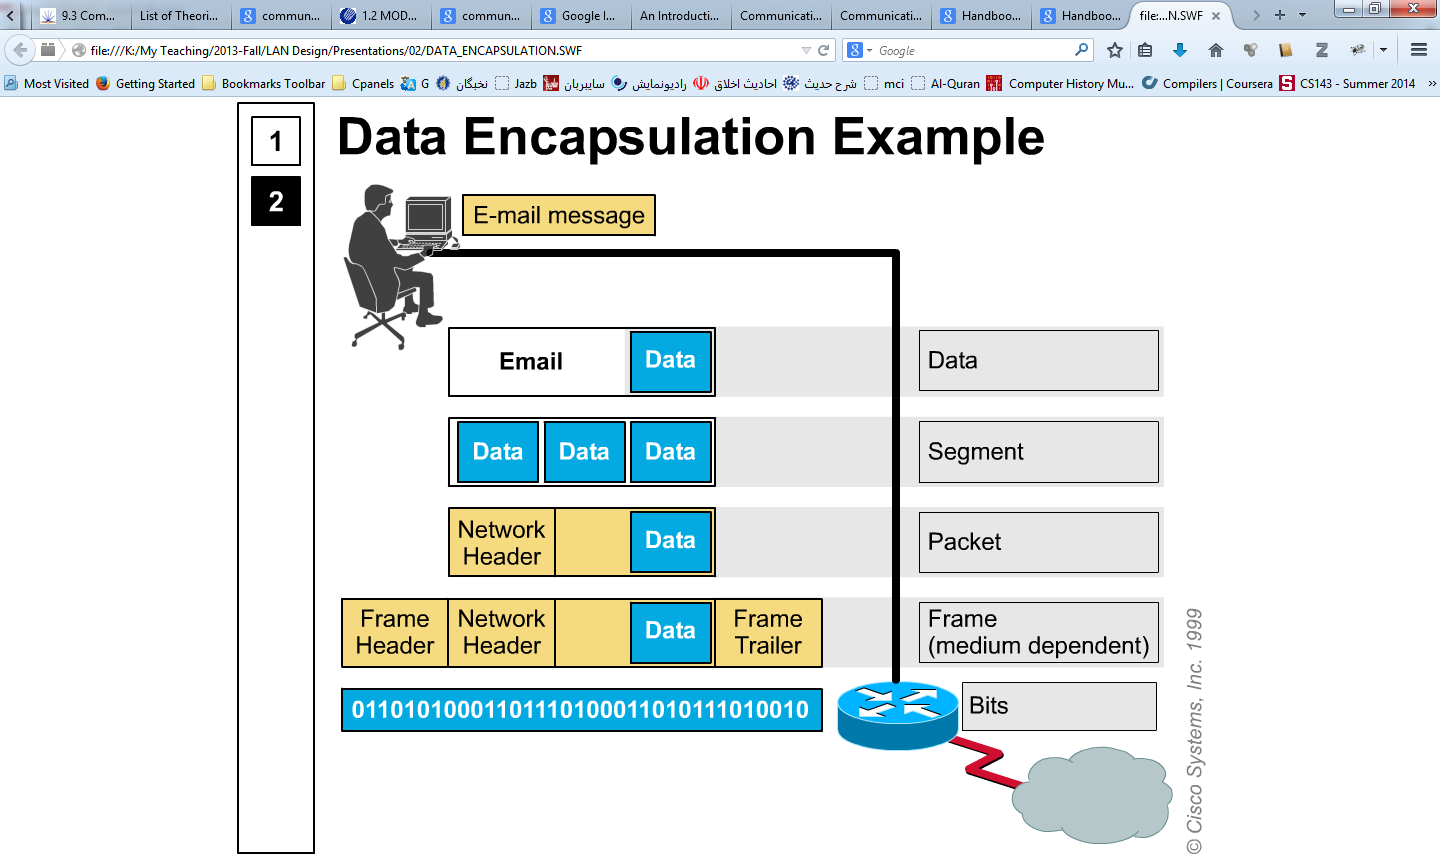 9.3 Com...
List of Theori...
commun...
1.2 MOD...
commun...
Google I...
An Introducti...
Communicati...
Communicati...
Handboo...
Handboo...
file:...N.SWF
file:///K:/My Teaching/2013-Fall/LAN Design/Presentations/02/DATA_ENCAPSULATION.SWF
Google
Most Visited
Getting Started
Bookmarks Toolbar
Cpanels
G
نخبگان
Jazb
سایبربان
رادیونمایش
احادیث اخلاق
شرح حدیث
mci
Al-Quran
Computer History Mu...
Compilers | Coursera
CS143 - Summer 2014
1
2
Data Encapsulation Example
E-mail message
Email
Data
Data
Data
Data
Data
Segment
Network
Header
Data
Packet
Frame
Header
Network
Header
Data
Frame
Trailer
Frame
(medium dependent)
0110101000110111010001101011010010
Bits
© Cisco Systems, Inc. 1999